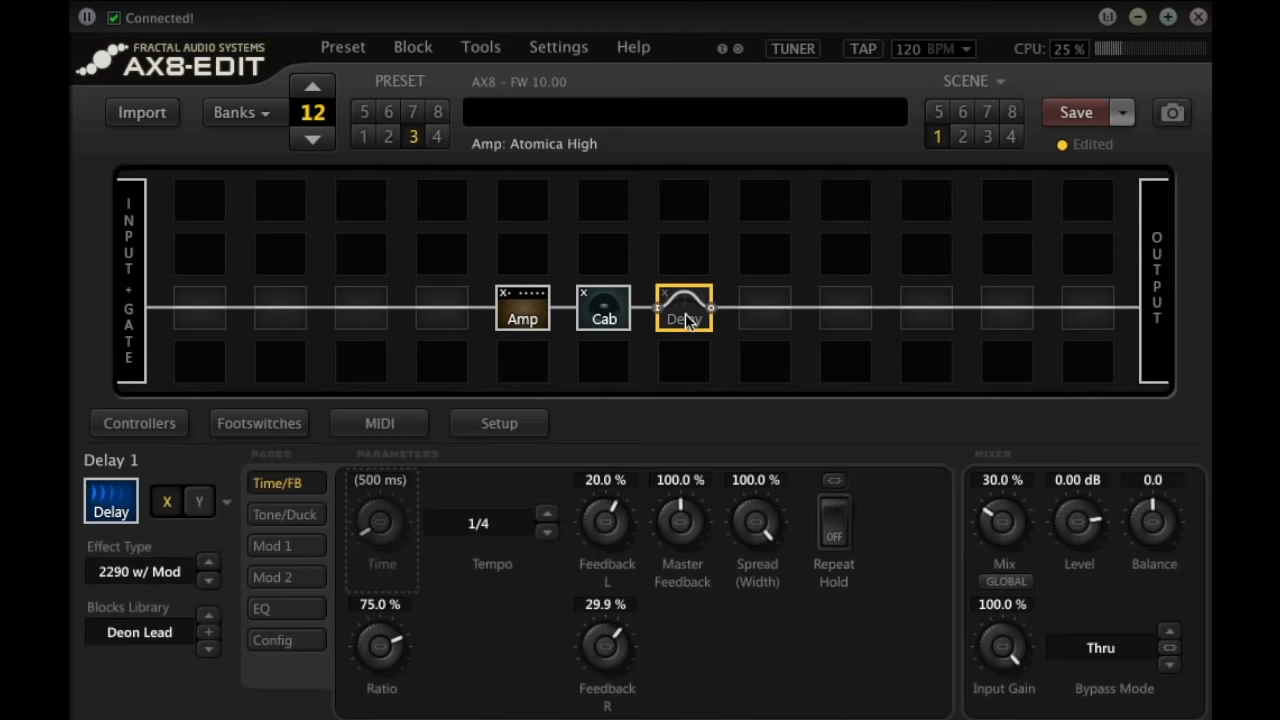 Connected!
FRACTAL AUDIO SYSTEMS
AX8-EDIT
Preset Block Tools Settings Help
TUNER TAP 120 BPM CPU: 25 %
PRESET AX8 - FW 10.00 SCENE
Import Banks 12
5 6 7 8
1 2 3 4
5 6 7 8
1 2 3 4
Save
Amp: Atomica High
Edited
INPUT + GATE
Amp X
Cab X
Delay X
I O
OUTPUT
Controllers Footswitches MIDI Setup
Delay 1
Delay
X Y
Effect Type
2290 w/ Mod
Blocks Library
Deon Lead
PAGES
Time/FB
Tone/Duck
Mod 1
Mod 2
EQ
Config
PARAMETERS
(500 ms)
Time
1/4
Tempo
20.0 %
Feedback
L
100.0 %
Master
Feedback
100.0 %
Spread
(Width)
OFF
Repeat
Hold
75.0 %
Ratio
29.9 %
Feedback
R
MIXER
30.0 %
Mix
GLOBAL
0.00 dB
Level
0.0
Balance
100.0 %
Input Gain
Thru
Bypass Mode